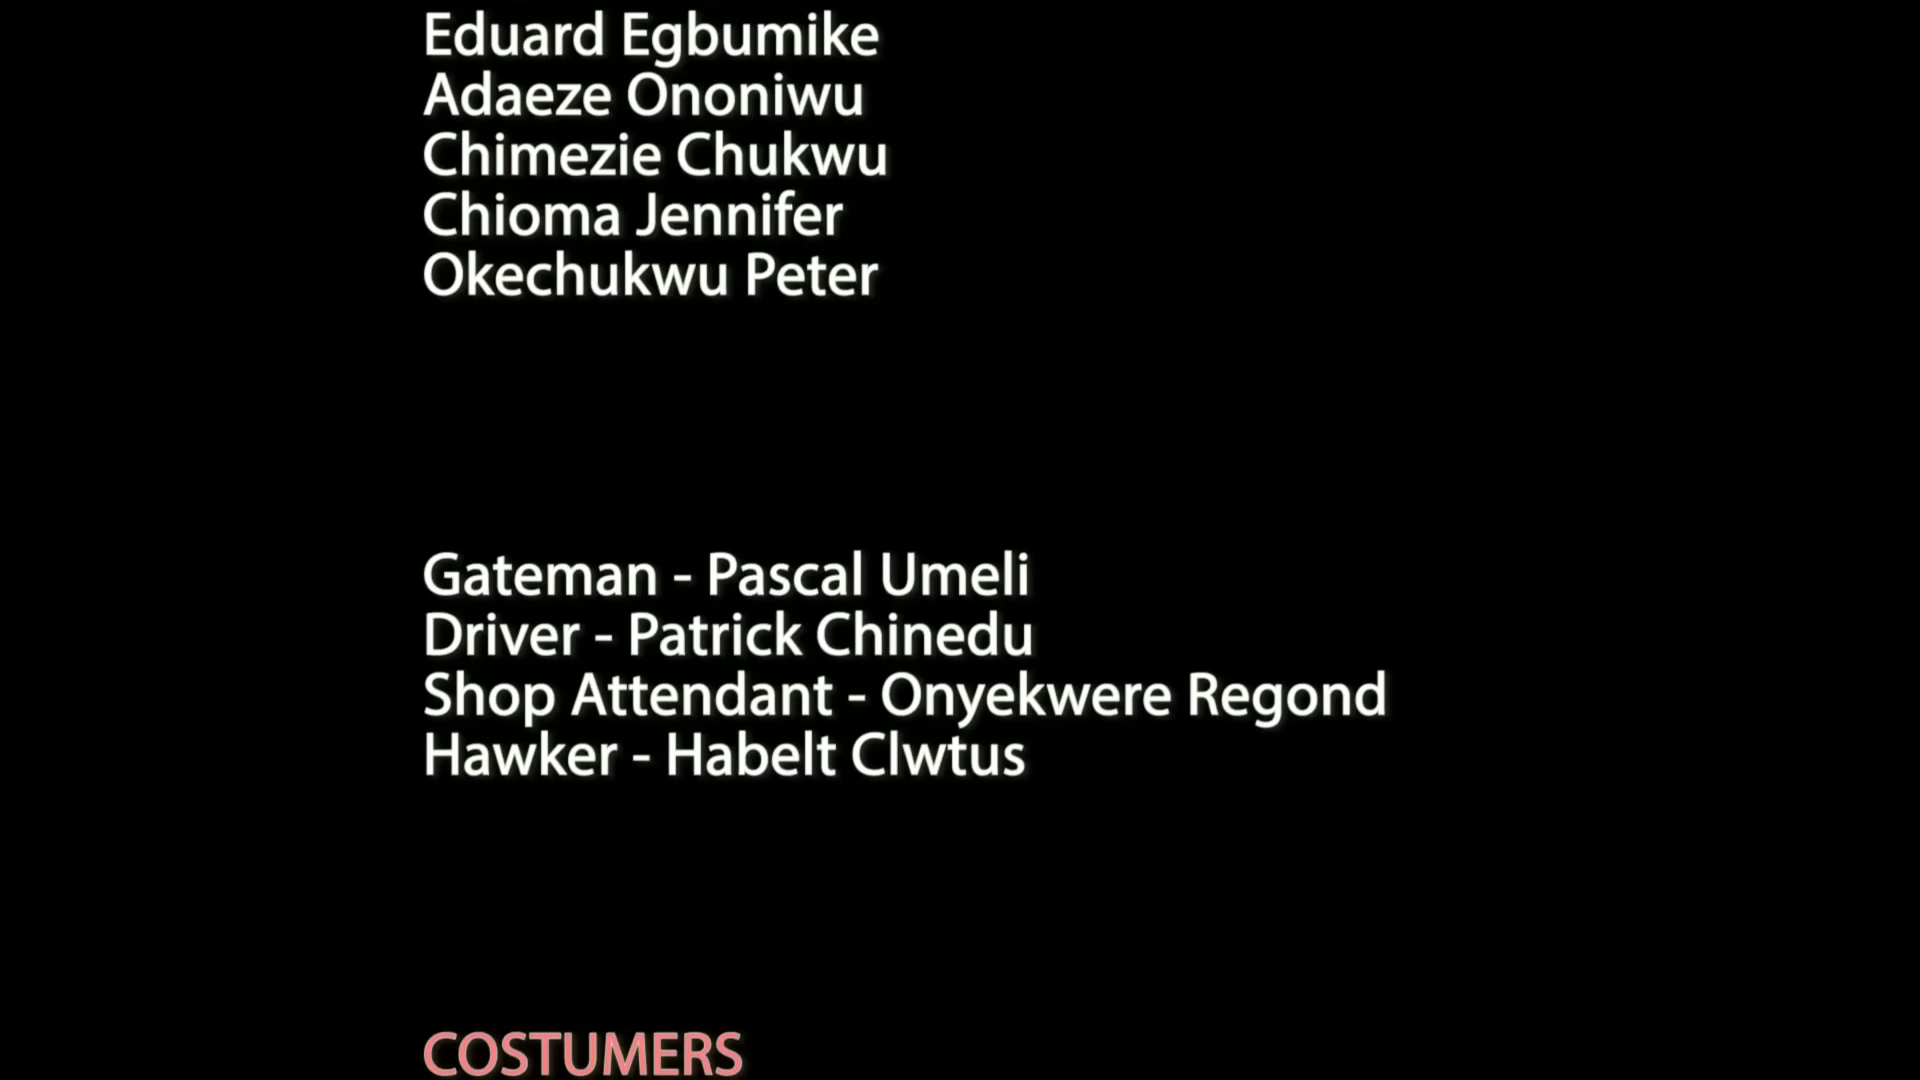 Eduard Egbumike
Adaeze Ononiwu
Chimezie Chukwu
Chioma Jennifer
Okechukwu Peter
Gateman - Pascal Umeli
Driver - Patrick Chinedu
Shop Attendant - Onyekwere Regond
Hawker - Habelt Clwtus
COSTUMERS